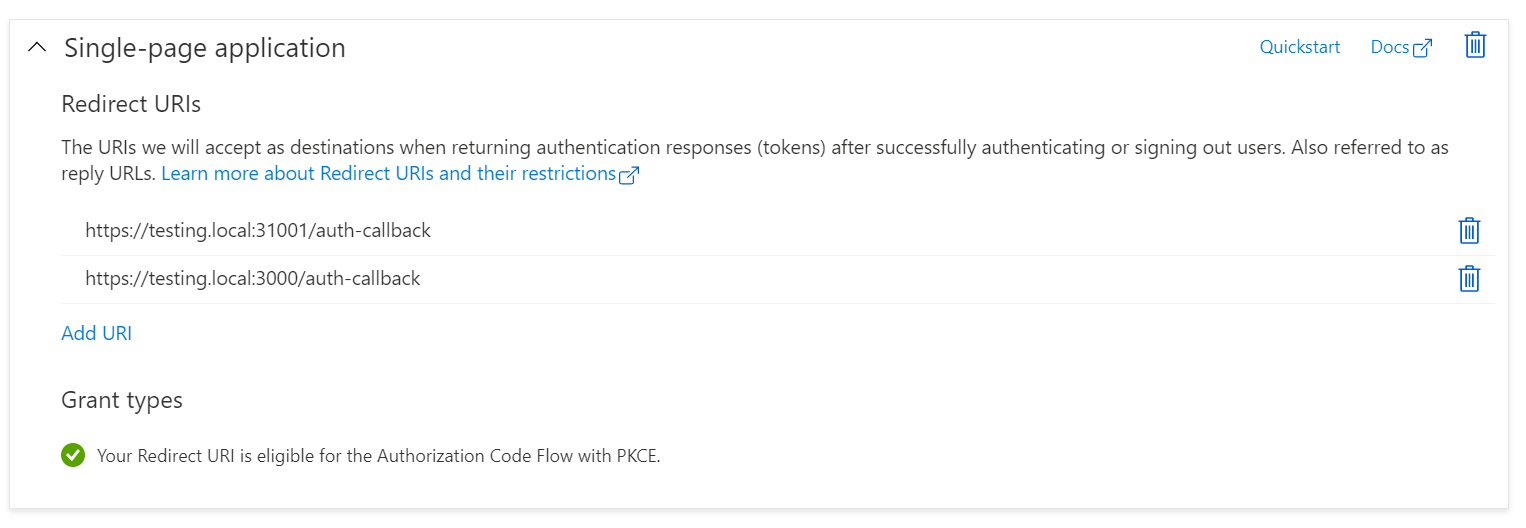 Single-page application
Quickstart
Docs
Redirect URIs
The URIs we will accept as destinations when returning authentication responses (tokens) after successfully authenticating or signing out users. Also referred to as
reply URLs. Learn more about Redirect URIs and their restrictions
https://testing.local:31001/auth-callback
https://testing.local:3000/auth-callback
Add URI
Grant types
Your Redirect URI is eligible for the Authorization Code Flow with PKCE.